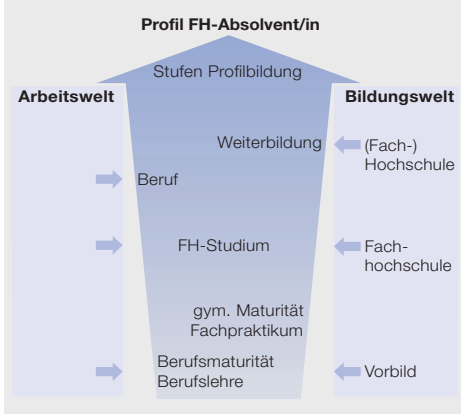 Profil FH-Absolvent/in
Stufen Profilbildung
Arbeitswelt
Bildungswelt
Weiterbildung
(Fach-)
Hochschule
Beruf
FH-Studium
Fach-
hochschule
gym. Maturität
Fachpraktikum
Berufsmaturität
Berufslehre
Vorbild